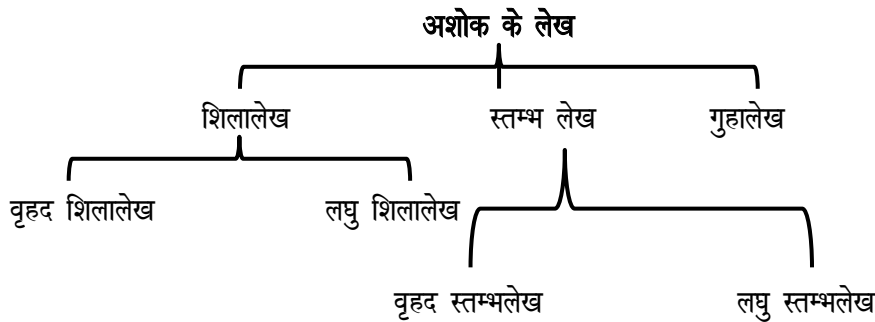 अशोक के लेख
शिलालेख स्तम्भ लेख गुहालेख
वृहद शिलालेख लघु शिलालेख
वृहद स्तम्भलेख लघु स्तम्भलेख